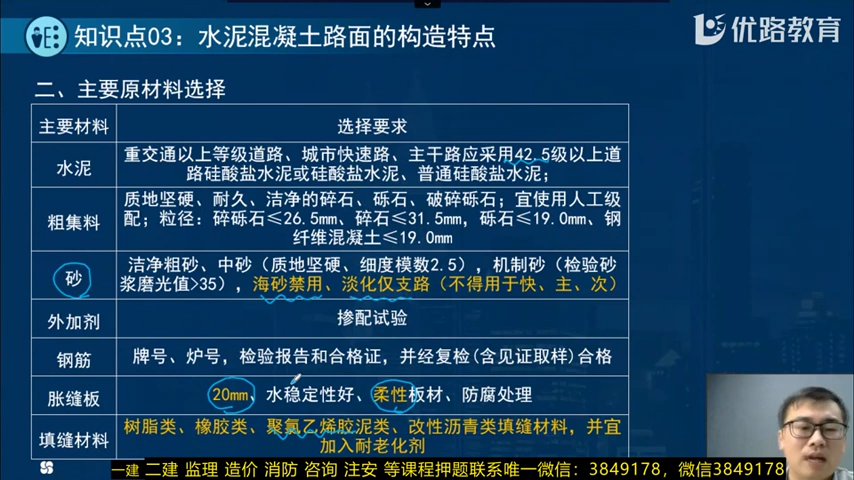 知识点03：水泥混凝土路面的构造特点
优路教育
二、主要原材料选择
主要材料
选择要求
水泥
重交通以上等级道路、城市快速路、主干路应采用42.5级以上道
路硅酸盐水泥或硅酸盐水泥、普通硅酸盐水泥；
粗集料
质地坚硬、耐久、洁净的碎石、砾石、破碎砾石；宜使用人工级
配；粒径：碎砾石≤26.5mm、碎石≤31.5mm，砾石≤19.0mm、钢
纤维混凝土≤19.0mm
砂
洁净粗砂、中砂（质地坚硬、细度模数2.5），机制砂（检验砂
浆磨光值>35），海砂禁用、淡化仅支路（不得用于快、主、次）
外加剂
掺配试验
钢筋
牌号、炉号，检验报告和合格证，并经复检(含见证取样)合格
胀缝板
20mm、水稳定性好、柔性板材、防腐处理
填缝材料
树脂类、橡胶类、聚氯乙烯胶泥类、改性沥青类填缝材料，并宜
加入耐老化剂
一建 二建 监理 造价 消防 咨询 注安 等课程押题联系唯一微信：3849178，微信3849178